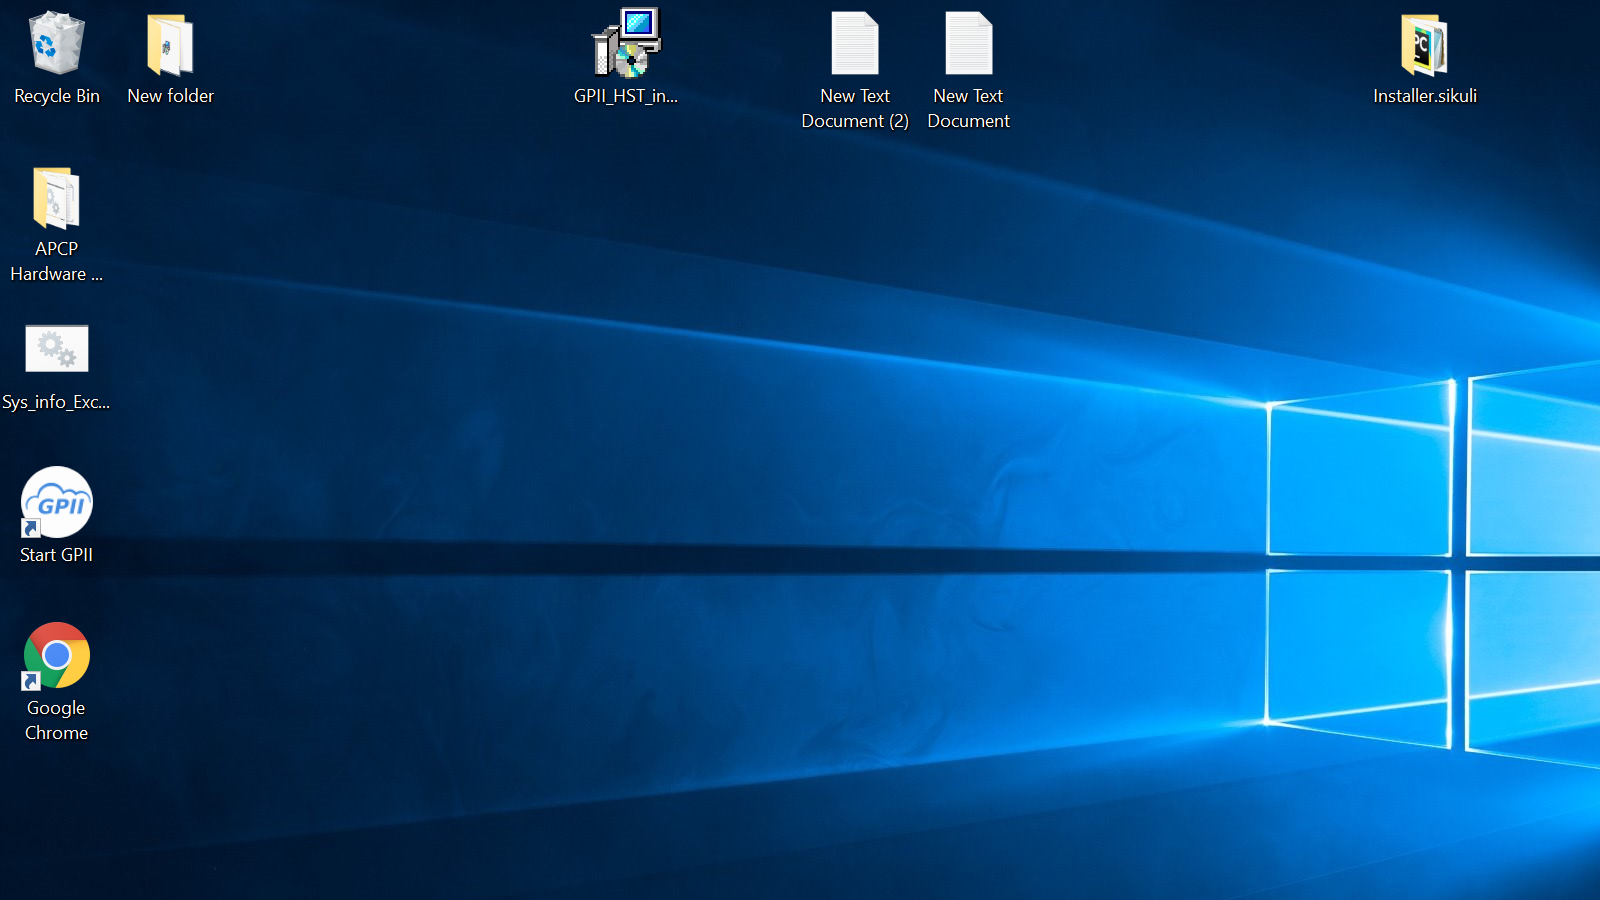 Recycle Bin
New folder
GPII_HST_in...
New Text
Document (2)
New Text
Document
PC
Installer.sikuli
APCP
Hardware ...
Sys_info_Exc...
GPII
Start GPII
Google
Chrome